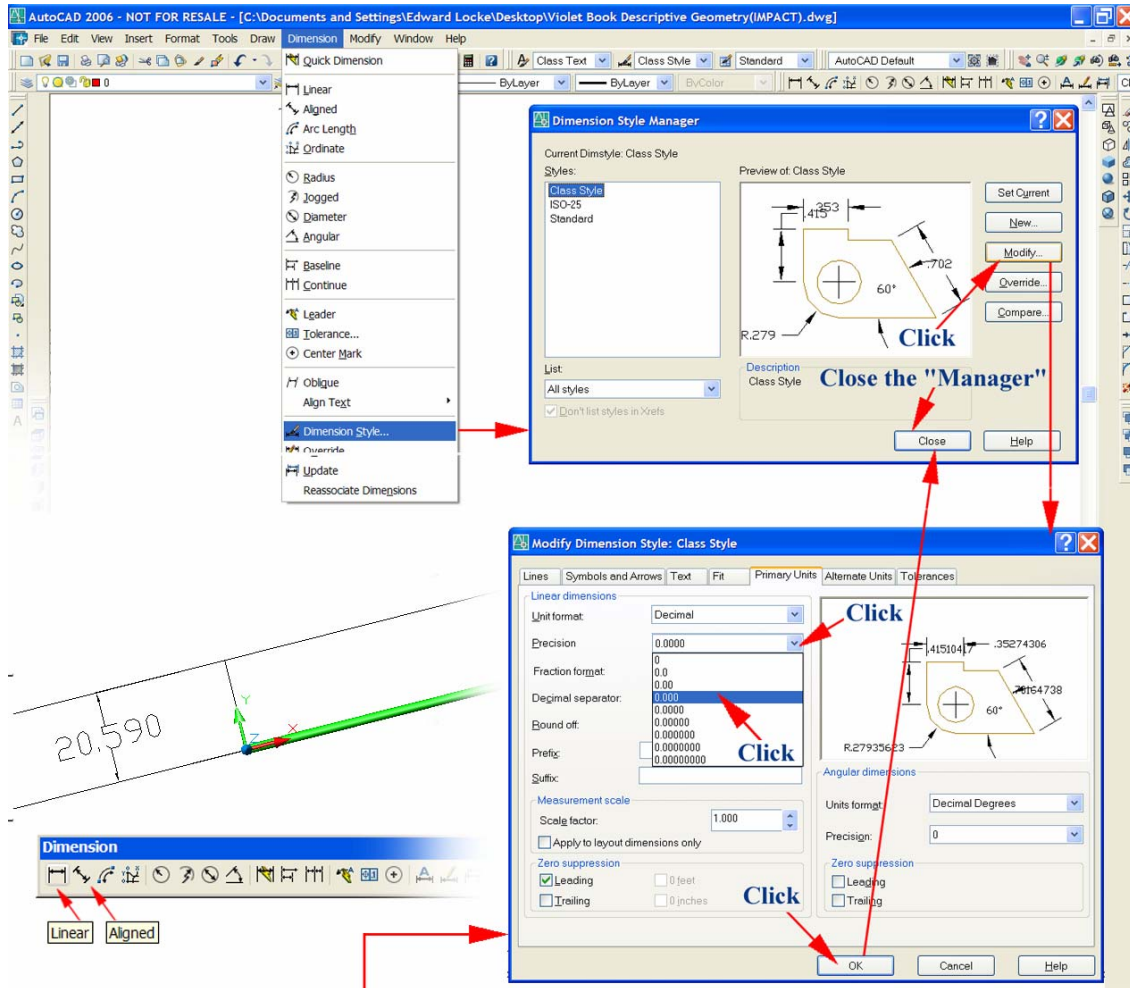 AutoCAD 2006 - NOT FOR RESALE - [C:\Documents and Settings\Edward Locke\Desktop\Violet Book Descriptive Geometry(IMPACT).dwg]
File Edit View Insert Format Tools Draw Dimension Modify Window Help
Class Text Class Style Standard AutoCAD Default
0 ByLayer ByLayer ByColor
Quick Dimension
Linear
Aligned
Arc Length
Ordinate
Radius
Jogged
Diameter
Angular
Baseline
Continue
Leader
Tolerance...
Center Mark
Oblique
Align Text
Dimension Style...
Override
Update
Reassociate Dimensions
Dimension Style Manager
Current Dimstyle: Class Style
Styles:
Class Style
ISO-25
Standard
List:
All styles
Don't list styles in Xrefs
Preview of: Class Style
.353
.415
.702
60°
R.279
Description
Class Style
Set Current
New...
Modify...
Override...
Compare...
Click
Close the "Manager"
Close Help
Modify Dimension Style: Class Style
Lines Symbols and Arrows Text Fit Primary Units Alternate Units Tolerances
Linear dimensions
Unit format: Decimal
Precision 0.0000
0
0.0
0.00
0.000
0.0000
0.00000
0.000000
0.0000000
0.00000000
Fraction format:
Decimal separator:
Round off:
Prefix:
Suffix:
Click
Click
Measurement scale
Scale factor: 1.000
Apply to layout dimensions only
Zero suppression
Leading 0 feet
Trailing 0 inches
Click
.35274306
60°
R.27935623
Angular dimensions
Units format: Decimal Degrees
Precision: 0
Zero suppression
Leading
Trailing
OK Cancel Help
20.590
Y
X
Z
Dimension
Linear Aligned